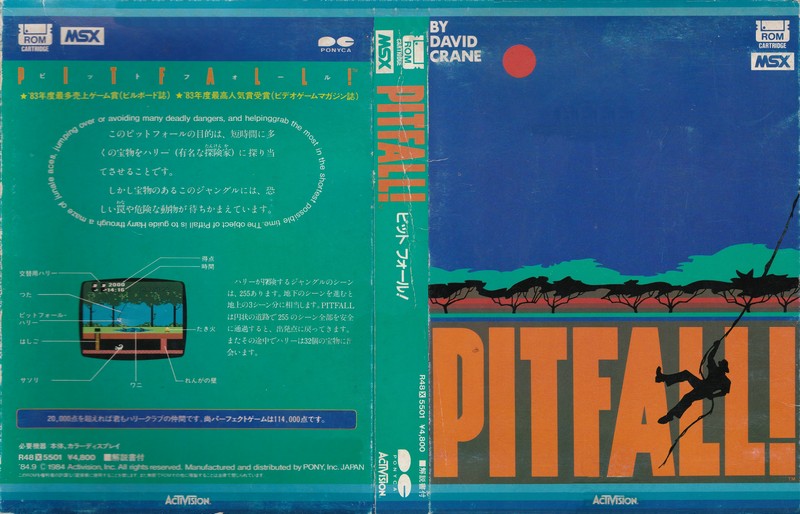 ROM
CARTRIDGE
MSX
PONYCA
ピットフォール!
PITFALL!
★'83年度最多売上ゲーム賞(ビルボード誌) ★'83年度最高人気賞受賞(ビデオゲームマガジン誌)
The object of Pitfall is to guide Harry through a maze of jungle aces, jumping over or avoiding many deadly dangers, and helpinggrab the most in the shortest possible time.
このピットフォールの目的は、短時間に多
くの宝物をハリー(有名な探険家)に探り当
てさせることです。
しかし宝物のあるこのジャングルには、恐
しい罠や危険な動物が待ちかまえています。
得点
時間
交替用ハリー
つた
ピットフォール・
ハリー
はしご
サソリ
ワニ
たき火
れんがの壁
2000
ハリーが探険するジャングルのシーン
は、255あります。地下のシーンを進むと
地上の3シーン分に相当します。PITFALL
は円状の道路で255のシーン全部を安全
に通過すると、出発点に戻ってきます。
またその途中でハリーは32個の宝物に出
会います。
20,000点を超えれば君もハリークラブの仲間です。尚パーフェクトゲームは114,000点です。
必要機器 本体、カラーディスプレイ
R48X5501 ¥4,800 ■解説書付
'84.9 © 1984 Activision, Inc. All rights reserved. Manufactured and distributed by PONY, Inc. JAPAN
ACTIVISION
ROM
CARTRIDGE
MSX
PITFALL!
ピットフォール!
R48X5501 ¥4,800 ■解説書付
PONYCA
ACTIVISION
BY
DAVID
CRANE
ROM
CARTRIDGE
MSX
PITFALL!
TM
ACTIVISION